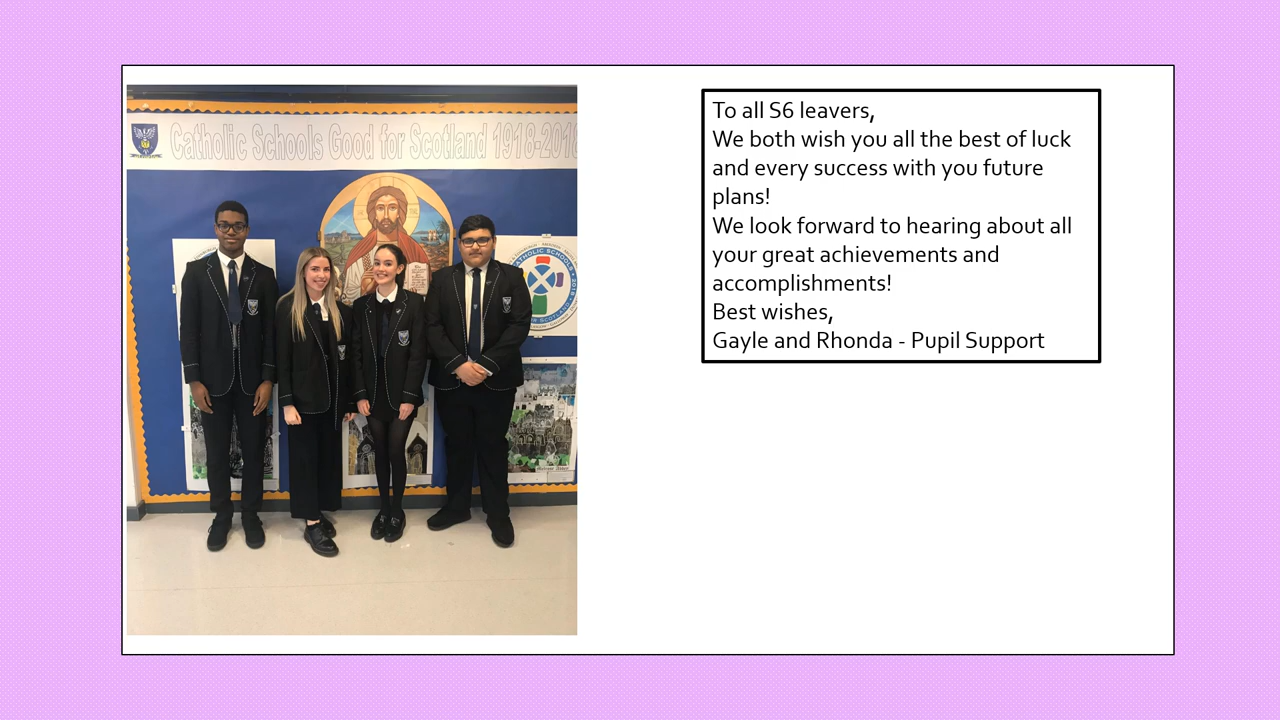 Catholic Schools Good for Scotland 1918-2018
To all S6 leavers,
We both wish you all the best of luck
and every success with you future
plans!
We look forward to hearing about all
your great achievements and
accomplishments!
Best wishes,
Gayle and Rhonda - Pupil Support